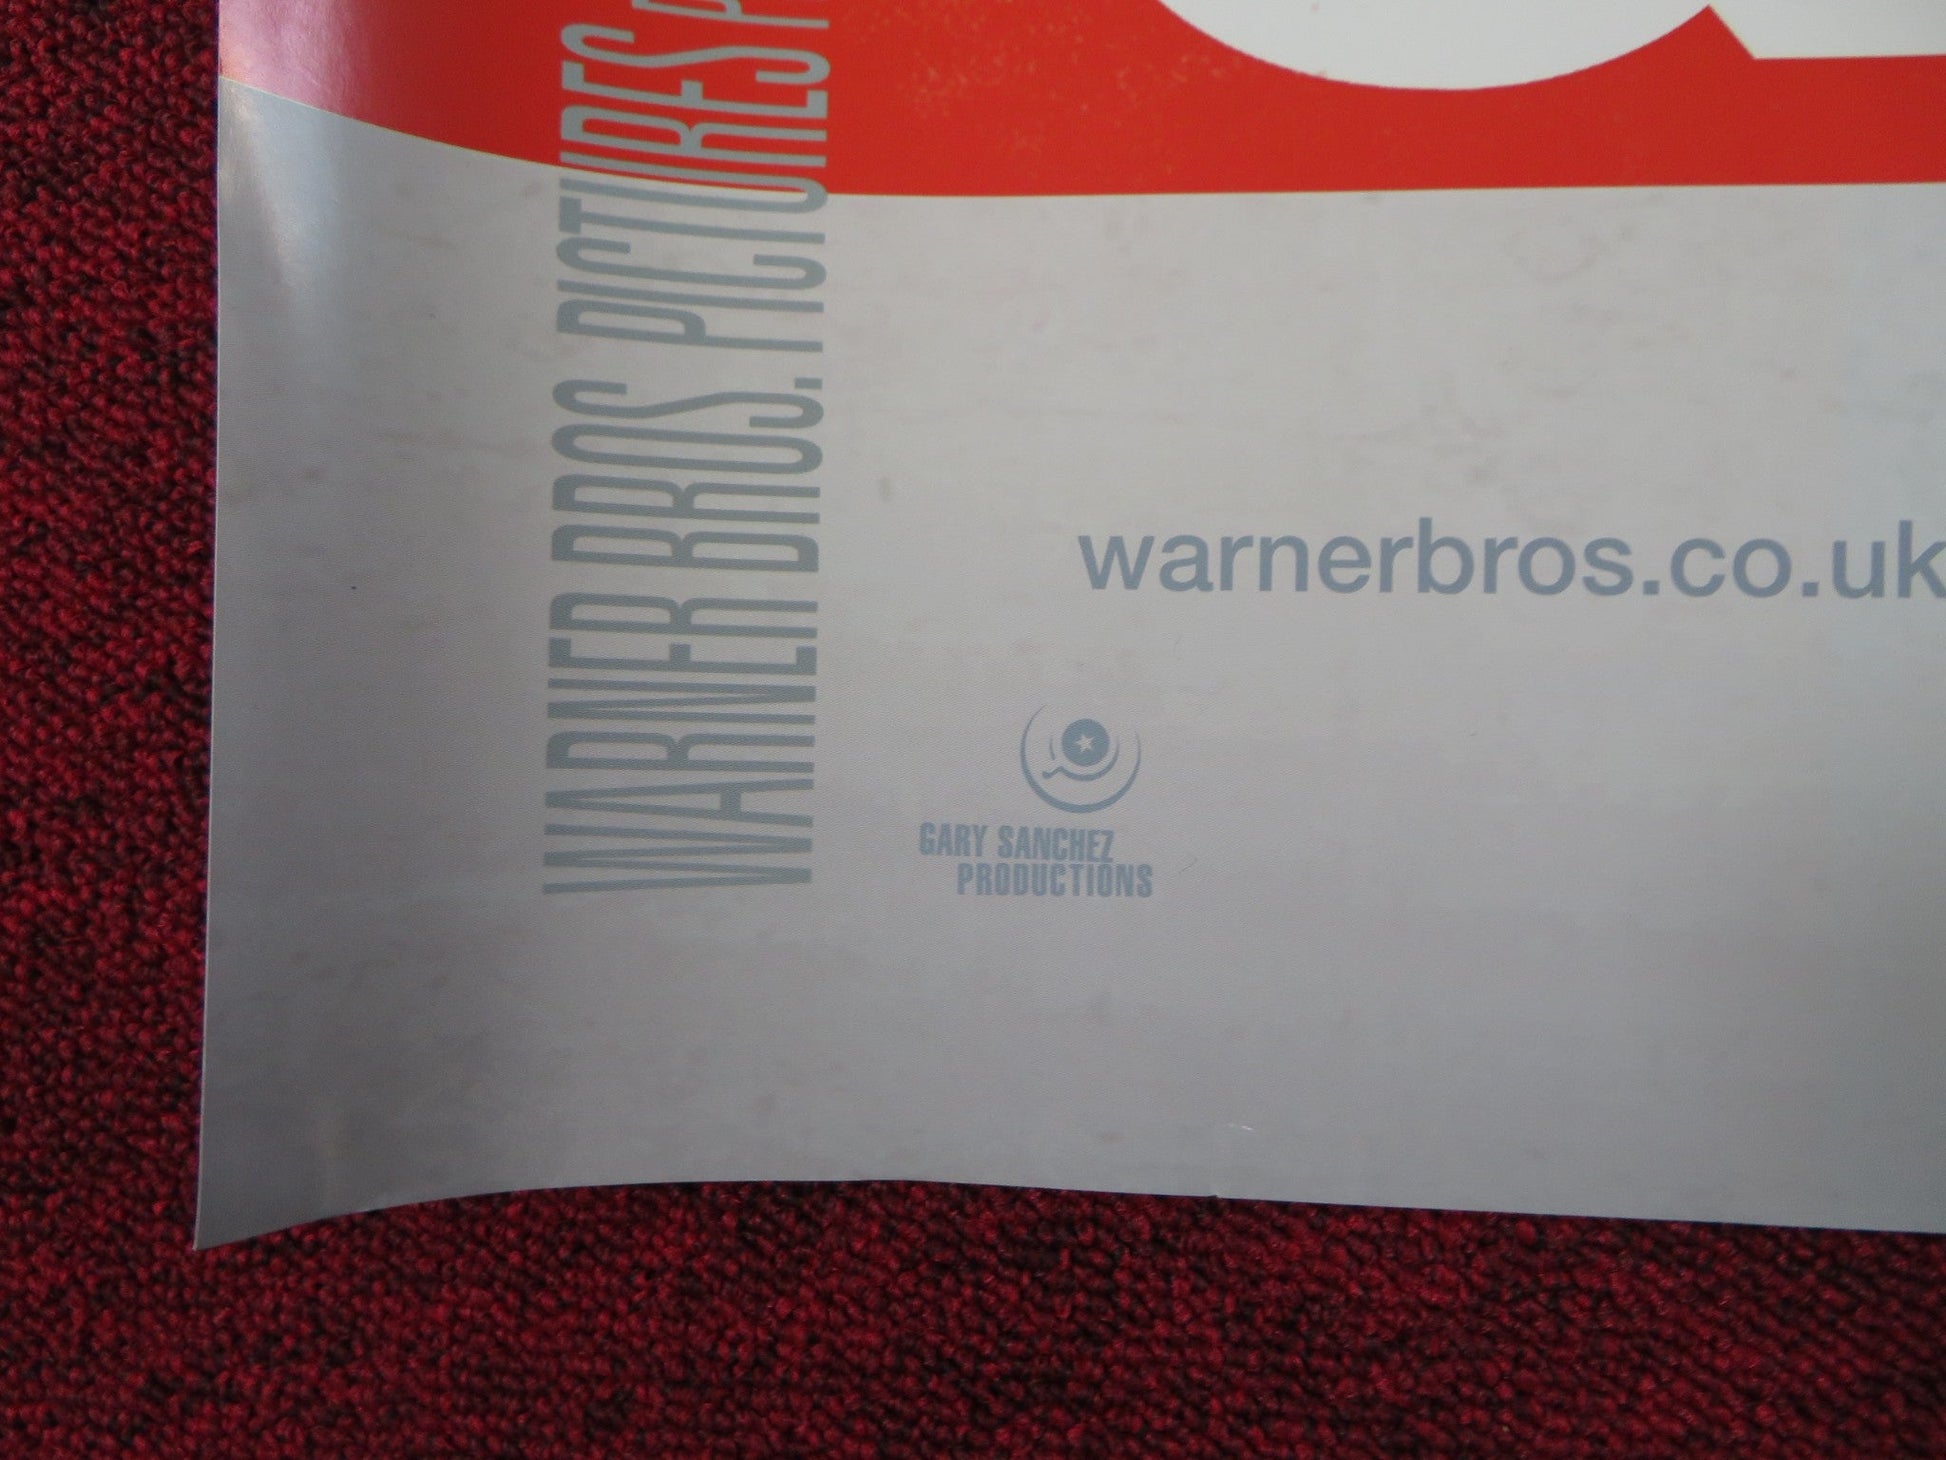 WARNER BROS. PICTURES
warnerbros.co.uk
GARY SANCHEZ
PRODUCTIONS